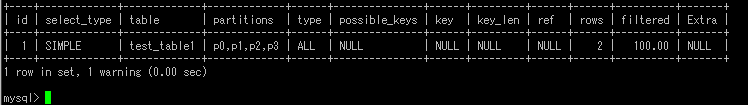 +----+-------------+-------------+-------------+------+---------------+------+---------+------+------+----------+-------+
| id | select_type | table | partitions | type | possible_keys | key | key_len | ref | rows | filtered | Extra |
+----+-------------+-------------+-------------+------+---------------+------+---------+------+------+----------+-------+
| 1 | SIMPLE | test_table1 | p0,p1,p2,p3 | ALL | NULL | NULL | NULL | NULL | 2 | 100.00 | NULL |
+----+-------------+-------------+-------------+------+---------------+------+---------+------+------+----------+-------+
1 row in set, 1 warning (0.00 sec)
mysql>